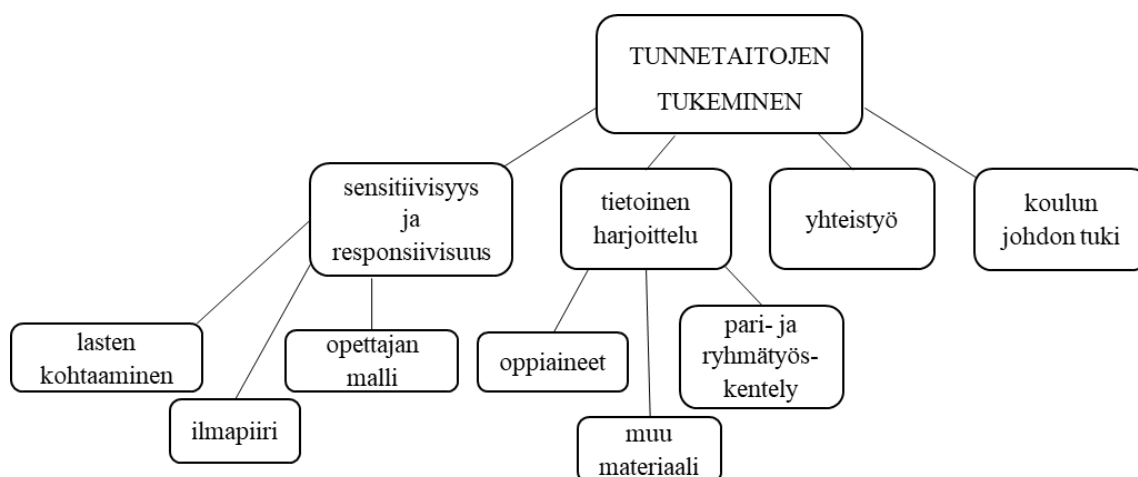 TUNNETAITOJEN
TUKEMINEN
sensitiivisyys
ja
responsiivisuus
tietoinen
harjoittelu
yhteistyö
koulun
johdon tuki
lasten
kohtaaminen
ilmapiiri
opettajan
malli
oppiaineet
muu
materiaali
pari- ja
ryhmätyös-
kentely